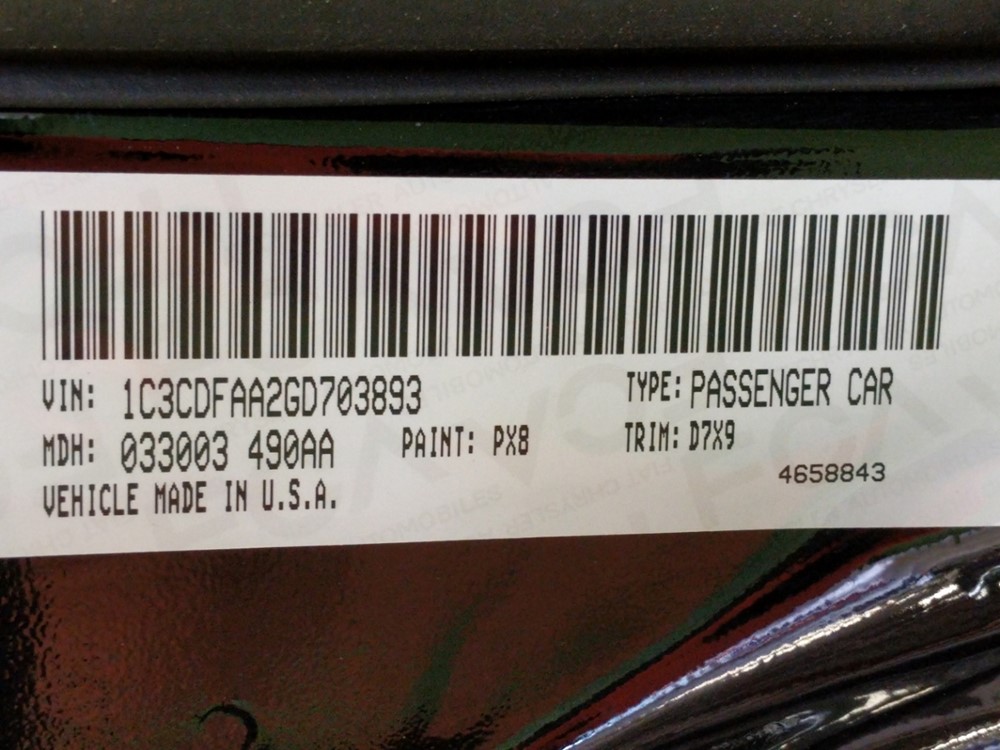 VIN: 1C3CDFAA2GD703893 TYPE: PASSENGER CAR
MDH: 033003 490AA PAINT: PX8 TRIM: D7X9
VEHICLE MADE IN U.S.A. 4658843